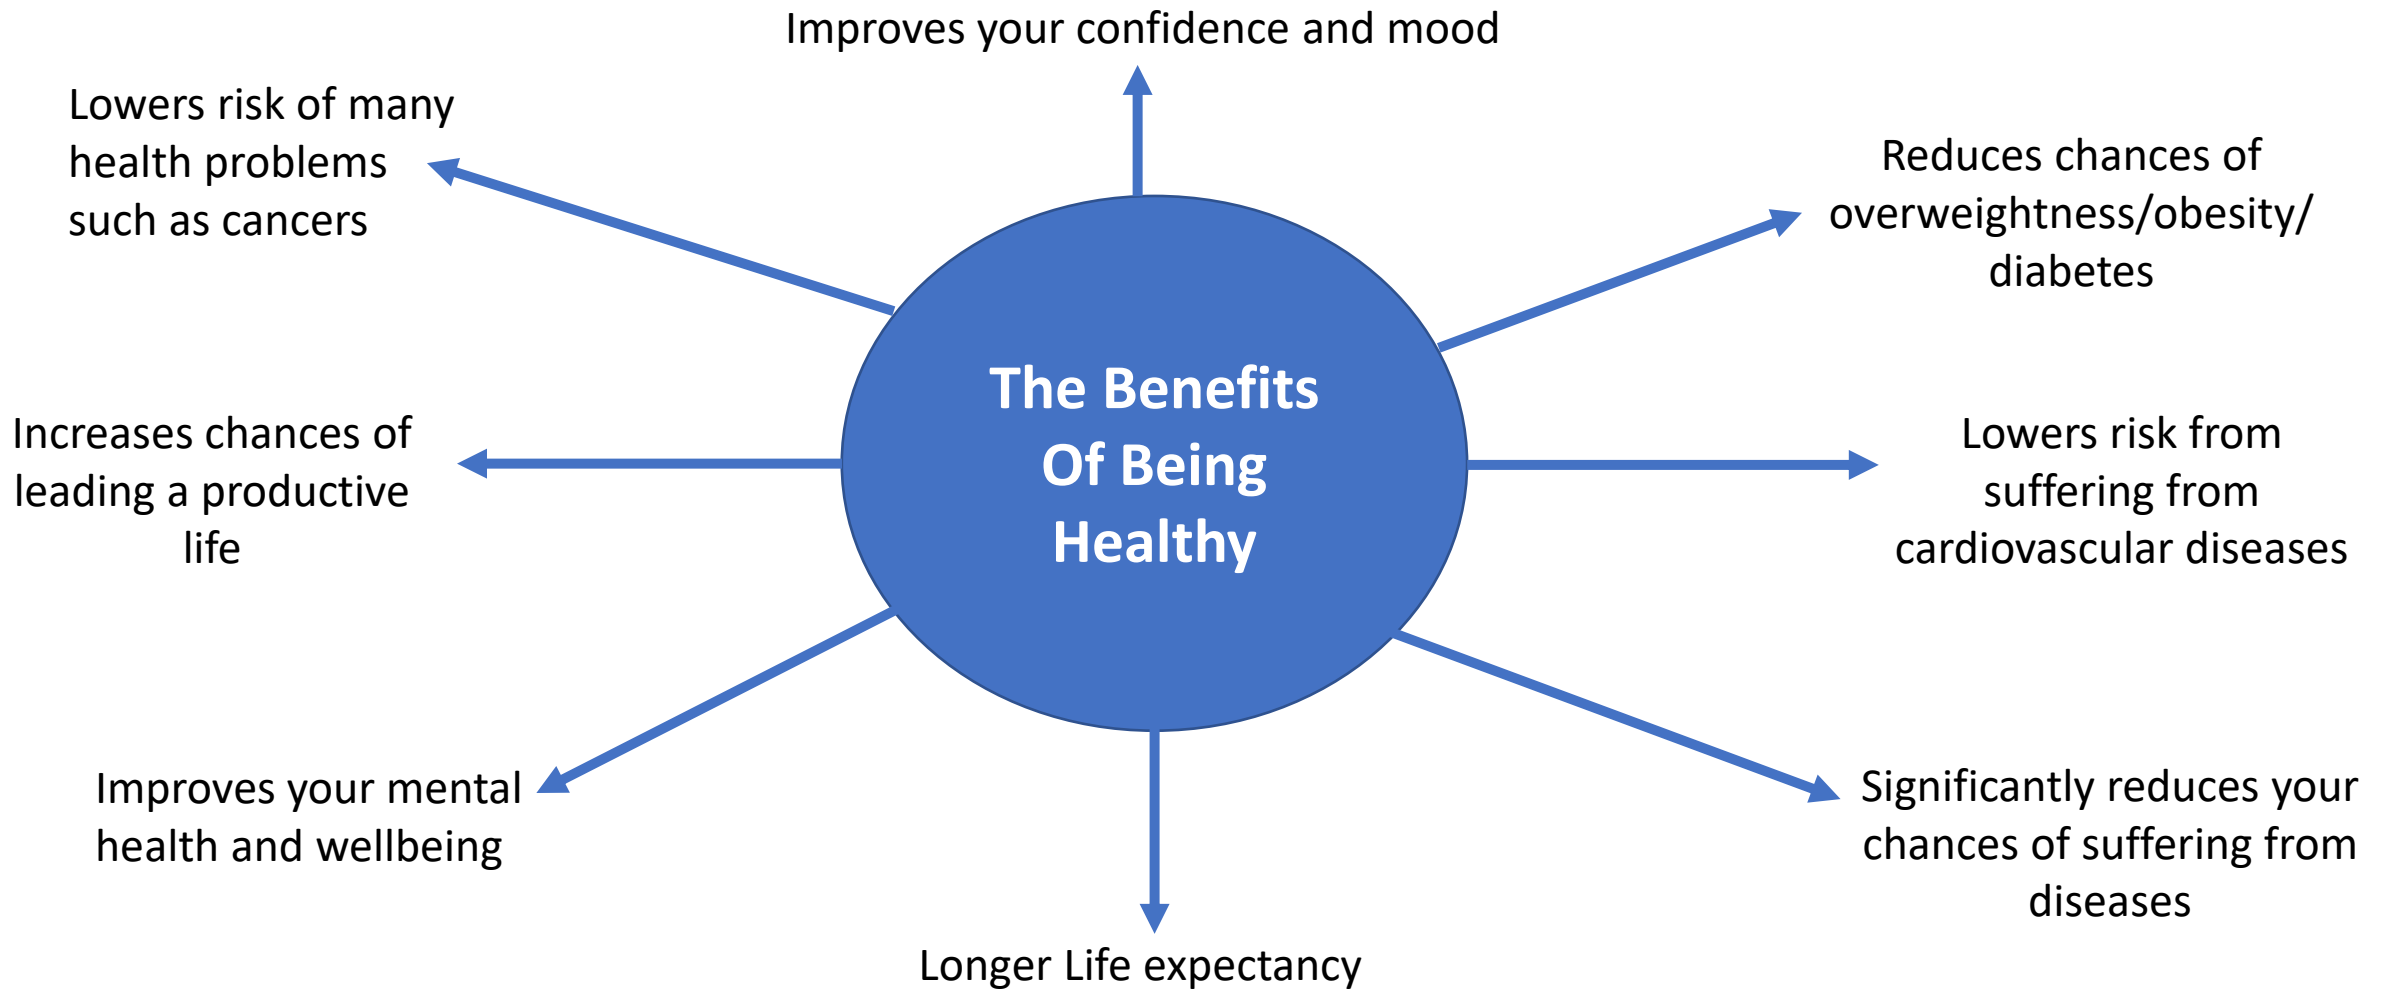 Improves your confidence and mood
Lowers risk of many
health problems
such as cancers
Reduces chances of
overweightness/obesity/
diabetes
The Benefits
Of Being
Healthy
Increases chances of
leading a productive
life
Lowers risk from
suffering from
cardiovascular diseases
Improves your mental
health and wellbeing
Significantly reduces your
chances of suffering from
diseases
Longer Life expectancy